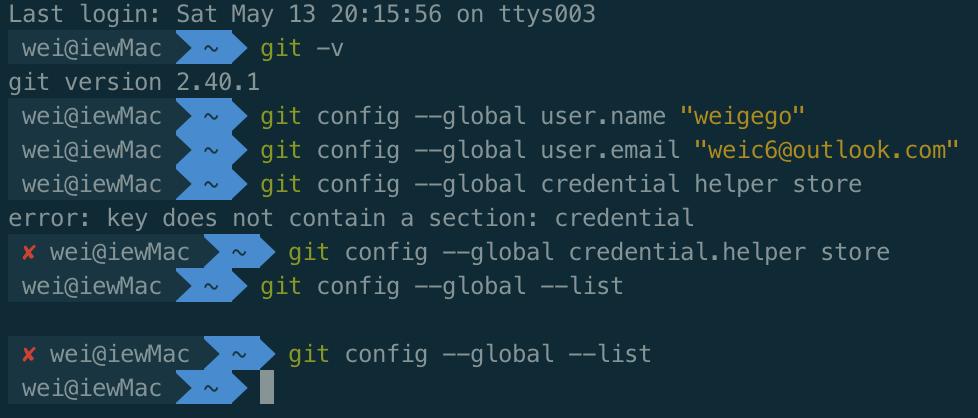 Last login: Sat May 13 20:15:56 on ttys003
wei@iewMac ~ git -v
git version 2.40.1
wei@iewMac ~ git config --global user.name "weigego"
wei@iewMac ~ git config --global user.email "weic6@outlook.com"
wei@iewMac ~ git config --global credential helper store
error: key does not contain a section: credential
✘ wei@iewMac ~ git config --global credential.helper store
wei@iewMac ~ git config --global --list
✘ wei@iewMac ~ git config --global --list
wei@iewMac ~